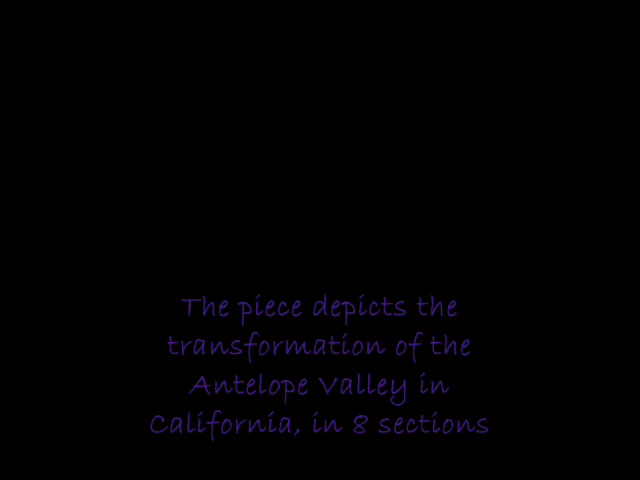 The piece depicts the
transformation of the
Antelope Valley in
California, in 8 sections